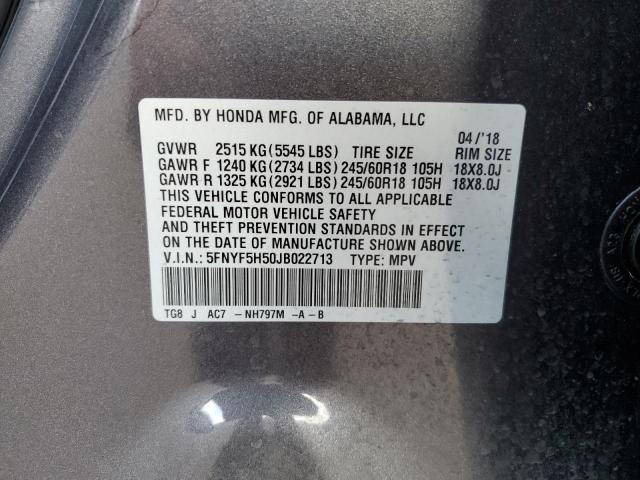 MFD. BY HONDA MFG. OF ALABAMA, LLC
04/'18
GVWR 2515 KG(5545 LBS) TIRE SIZE RIM SIZE
GAWR F 1240 KG(2734 LBS) 245/60R18 105H 18X8.0J
GAWR R 1325 KG(2921 LBS) 245/60R18 105H 18X8.0J
THIS VEHICLE CONFORMS TO ALL APPLICABLE
FEDERAL MOTOR VEHICLE SAFETY
AND THEFT PREVENTION STANDARDS IN EFFECT
ON THE DATE OF MANUFACTURE SHOWN ABOVE.
V.I.N.: 5FNYF5H50JB022713 TYPE: MPV
TG8 J AC7 -NH797M -A-B